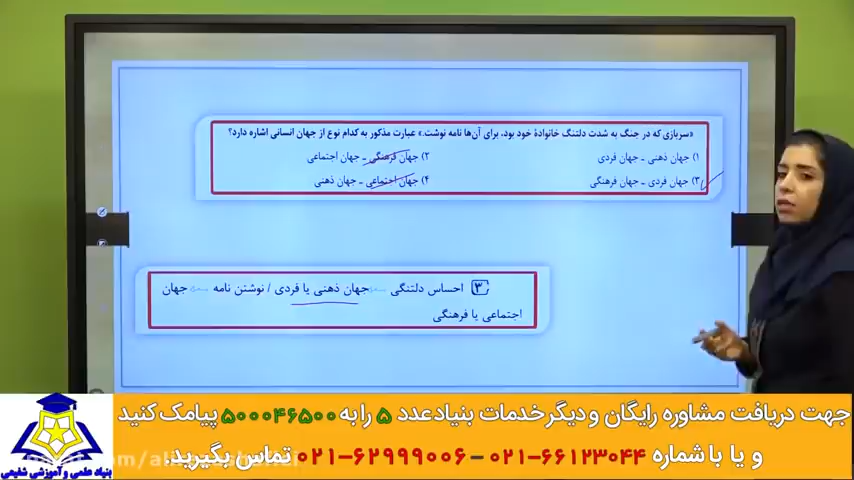 «سربازی که در جنگ به شدت دلتنگ خانوادهٔ خود بود، برای آن‌ها نامه نوشت.» عبارت مذکور به کدام نوع از جهان انسانی اشاره دارد؟
۱) جهان ذهنی ـ جهان فردی
۲) جهان فرهنگی ـ جهان اجتماعی
۳) جهان فردی ـ جهان فرهنگی
۴) جهان اجتماعی ـ جهان ذهنی
۳ احساس دلتنگی جهان ذهنی یا فردی / نوشتن نامه جهان
اجتماعی یا فرهنگی
جهت دریافت مشاوره رایگان و دیگر خدمات بنیاد عدد ۵ را به ۵۰۰۰۴۶۵۰۰ پیامک کنید
و یا با شماره ۰۲۱-۶۶۱۲۳۰۴۴ - ۰۲۱-۶۲۹۹۹۰۰۶ تماس بگیرید.
بنیاد علمی و آموزشی شفیعی